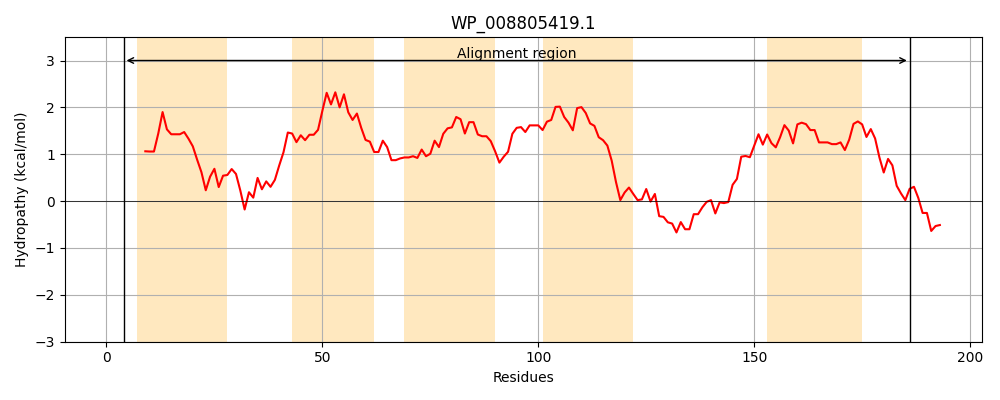 WP_008805419.1
Alignment region
Hydropathy (kcal/mol)
3
2
1
0
−1
−2
−3
0 50 100 150 200
Residues